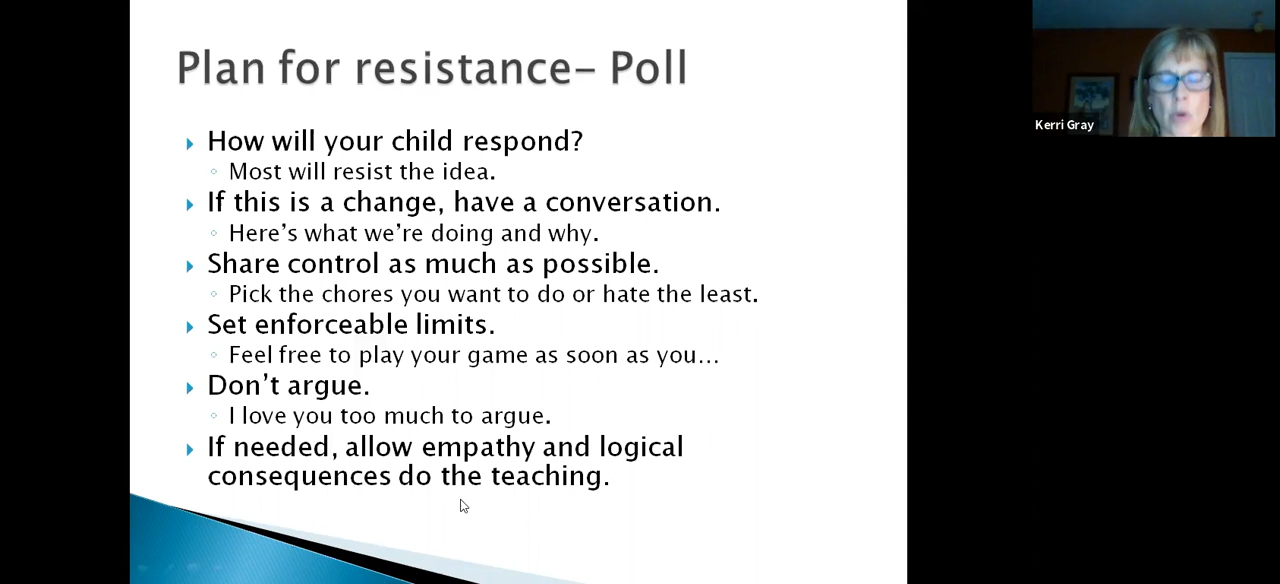 Plan for resistance– Poll
How will your child respond?
Most will resist the idea.
If this is a change, have a conversation.
Here’s what we’re doing and why.
Share control as much as possible.
Pick the chores you want to do or hate the least.
Set enforceable limits.
Feel free to play your game as soon as you…
Don’t argue.
I love you too much to argue.
If needed, allow empathy and logical
consequences do the teaching.
Kerri Gray